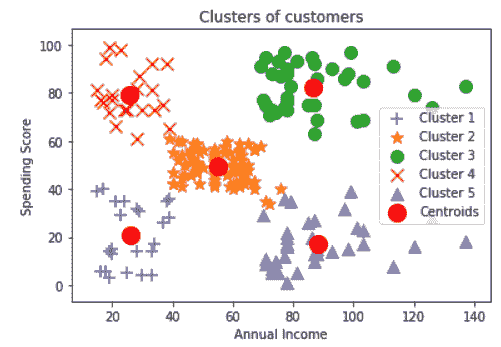 Clusters of customers
100
80
60
40
20
0
Spending Score
Cluster 1
Cluster 2
Cluster 3
Cluster 4
Cluster 5
Centroids
20 40 60 80 100 120 140
Annual Income